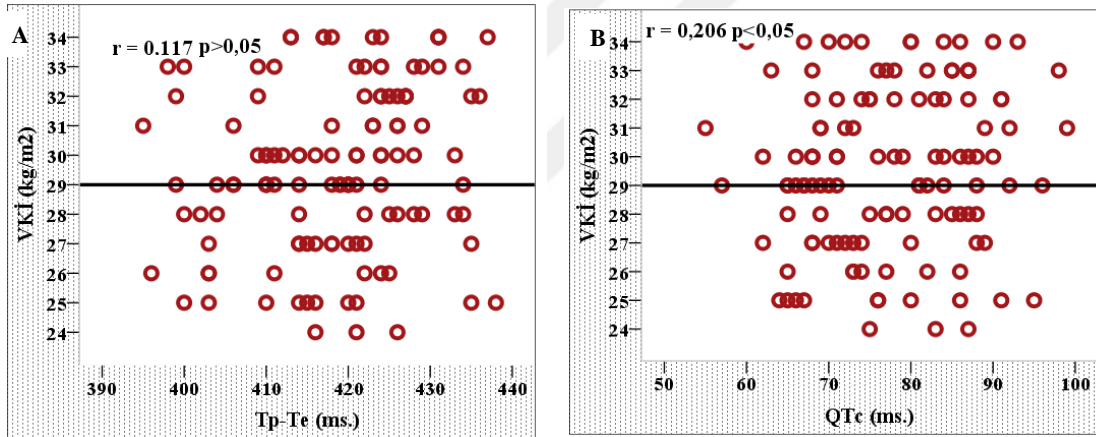 A
r = 0.117 p>0,05
34
33
32
31
30
29
28
27
26
25
24
VKİ (kg/m2)
390 400 410 420 430 440
Tp-Te (ms.)
B
r = 0,206 p<0,05
34
33
32
31
30
29
28
27
26
25
24
VKİ (kg/m2)
50 60 70 80 90 100
QTc (ms.)